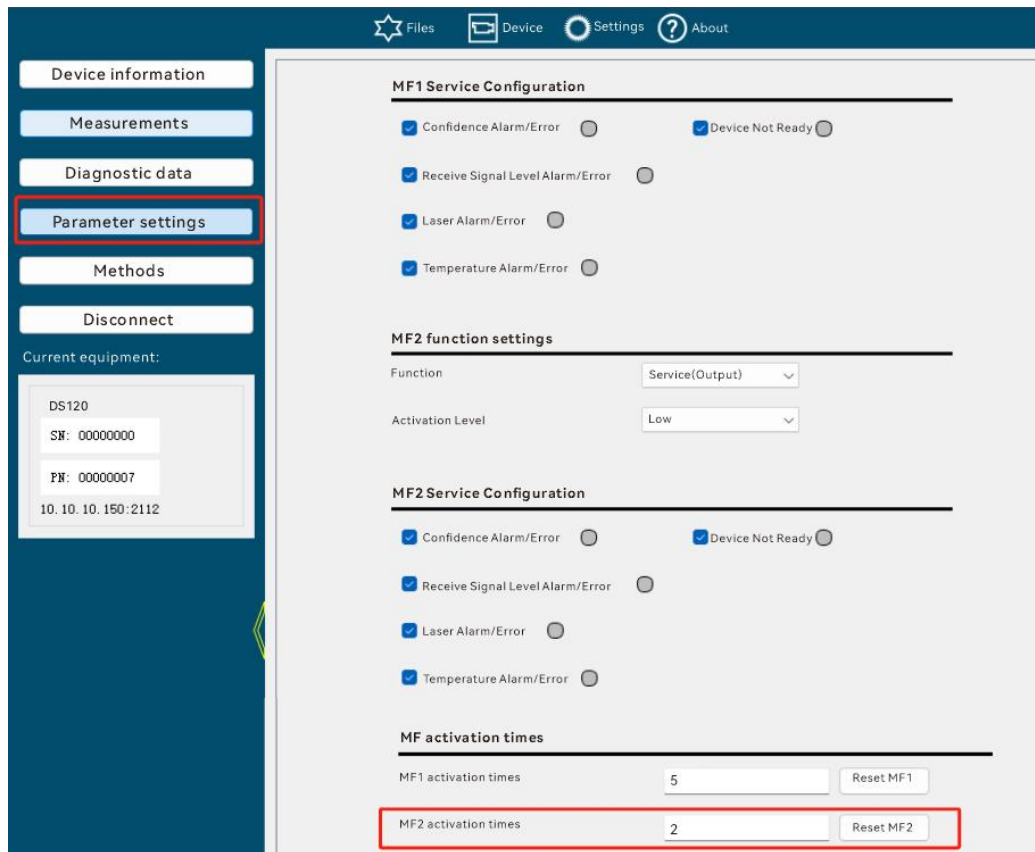 Files Device Settings ? About
Device information
Measurements
Diagnostic data
Parameter settings
Methods
Disconnect
Current equipment:
DS120
SN: 00000000
PN: 00000007
10.10.10.150:2112
MF1 Service Configuration
Confidence Alarm/Error Device Not Ready
Receive Signal Level Alarm/Error
Laser Alarm/Error
Temperature Alarm/Error
MF2 function settings
Function Service(Output)
Activation Level Low
MF2 Service Configuration
Confidence Alarm/Error Device Not Ready
Receive Signal Level Alarm/Error
Laser Alarm/Error
Temperature Alarm/Error
MF activation times
MF1 activation times 5 Reset MF1
MF2 activation times 2 Reset MF2